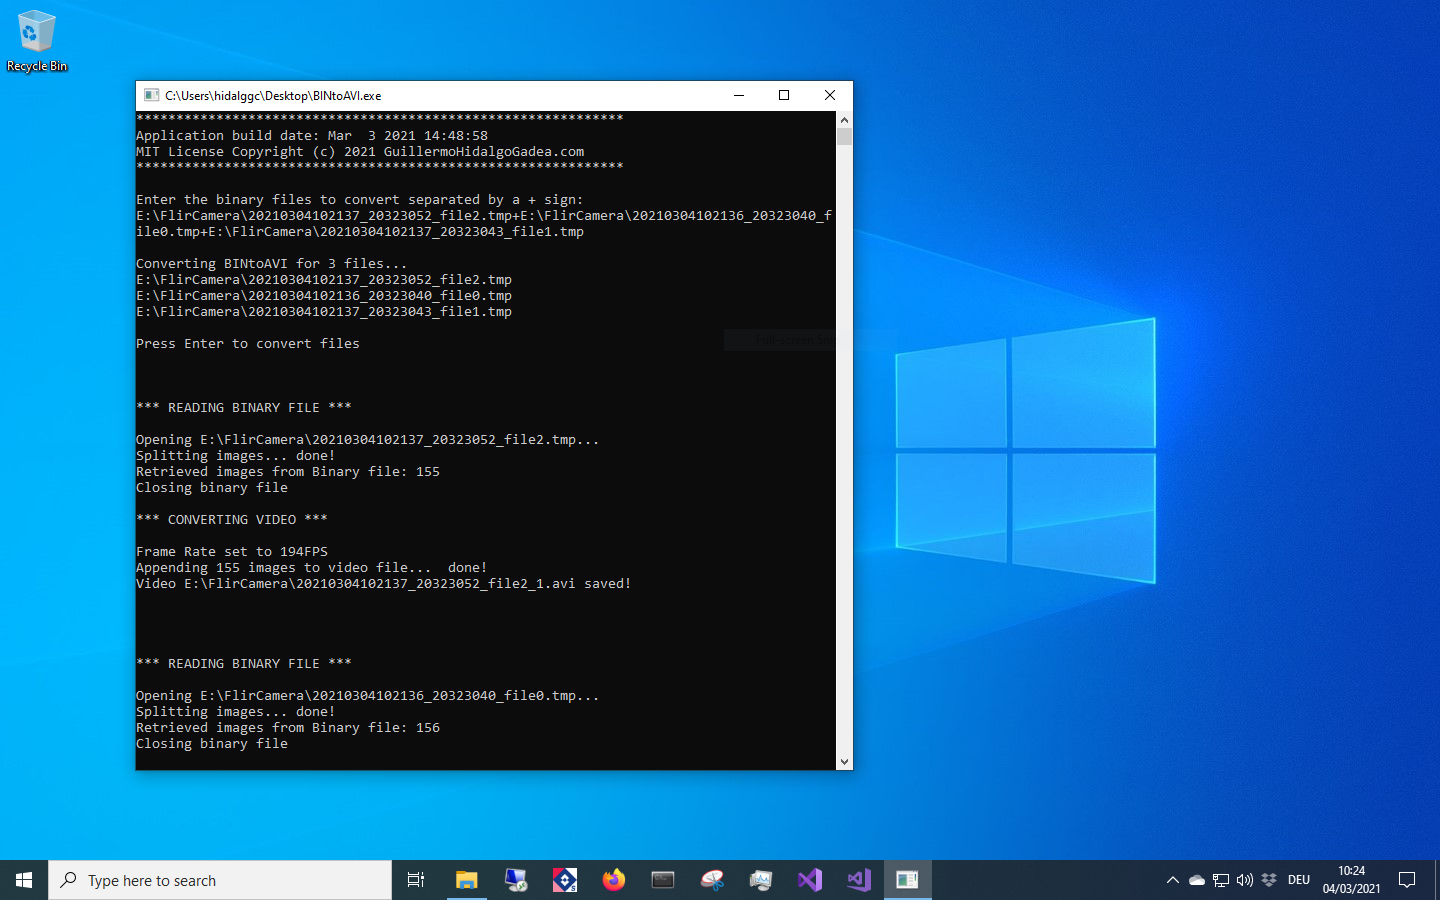 Recycle Bin
C:\Users\hidalggc\Desktop\BINtoAVI.exe
*************************************************************
Application build date: Mar  3 2021 14:48:58
MIT License Copyright (c) 2021 GuillermoHidalgoGadea.com
*************************************************************
Enter the binary files to convert separated by a + sign:
E:\FlirCamera\20210304102137_20323052_file2.tmp+E:\FlirCamera\20210304102136_20323040_f
ile0.tmp+E:\FlirCamera\20210304102137_20323043_file1.tmp
Converting BINtoAVI for 3 files...
E:\FlirCamera\20210304102137_20323052_file2.tmp
E:\FlirCamera\20210304102136_20323040_file0.tmp
E:\FlirCamera\20210304102137_20323043_file1.tmp
Press Enter to convert files
*** READING BINARY FILE ***
Opening E:\FlirCamera\20210304102137_20323052_file2.tmp...
Splitting images... done!
Retrieved images from Binary file: 155
Closing binary file
*** CONVERTING VIDEO ***
Frame Rate set to 194FPS
Appending 155 images to video file...  done!
Video E:\FlirCamera\20210304102137_20323052_file2_1.avi saved!
*** READING BINARY FILE ***
Opening E:\FlirCamera\20210304102136_20323040_file0.tmp...
Splitting images... done!
Retrieved images from Binary file: 156
Closing binary file
Type here to search
DEU
10:24
04/03/2021